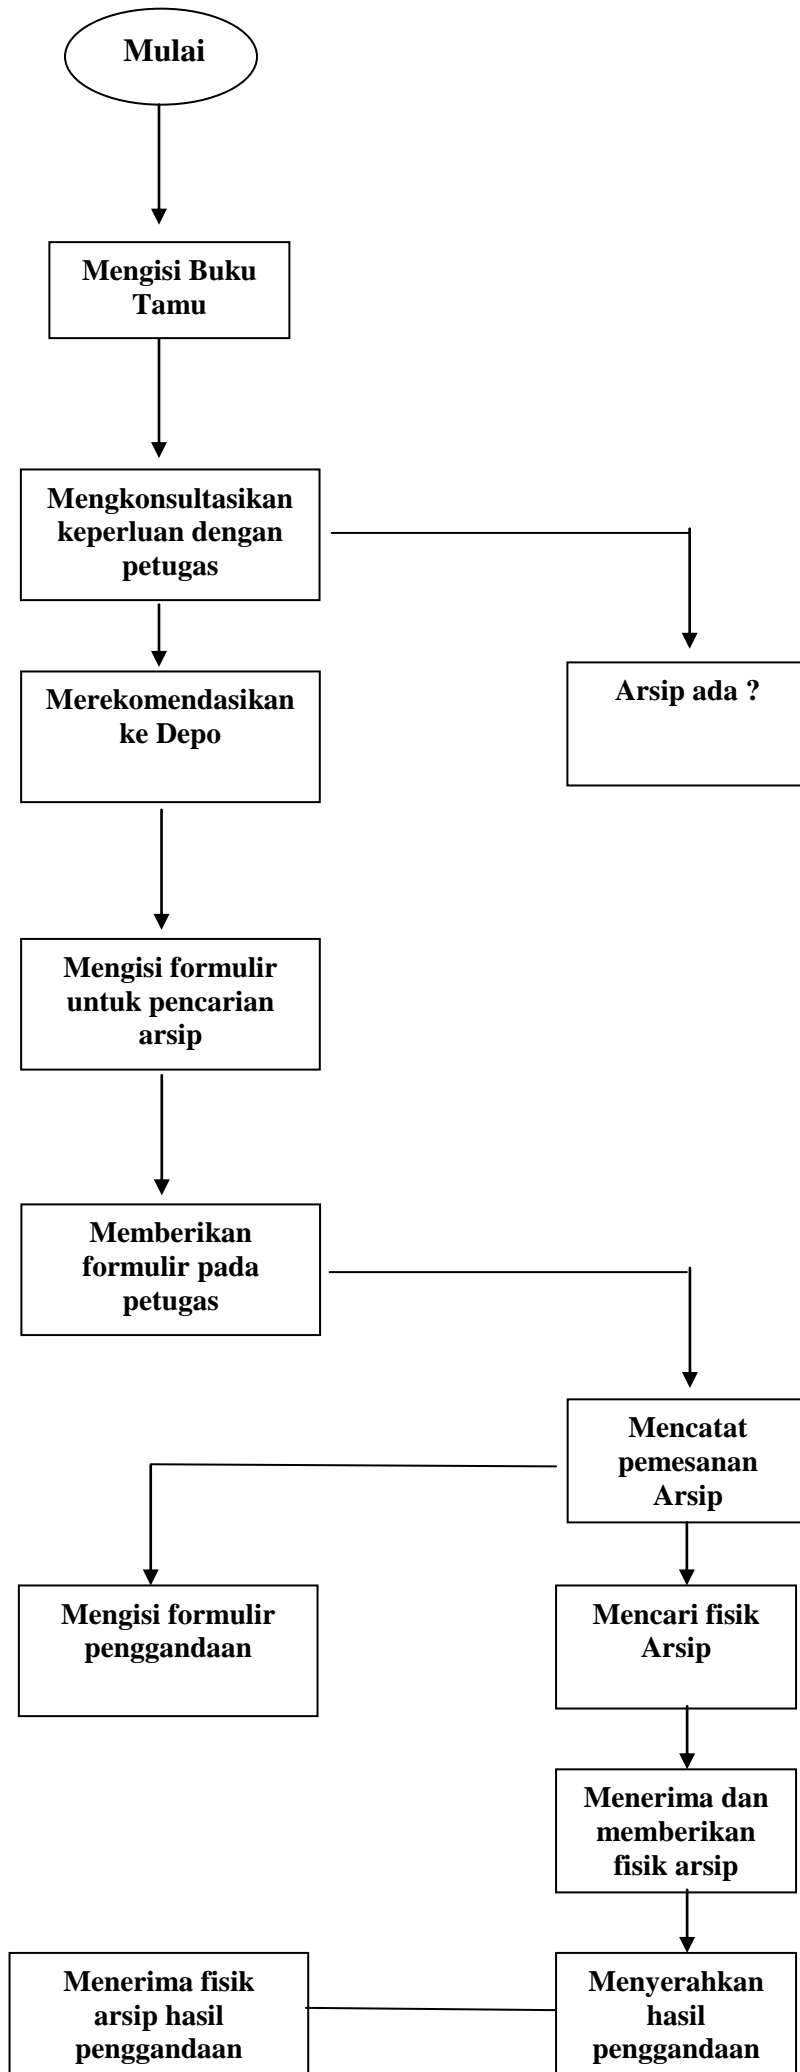 Mulai
Mengisi Buku
Tamu
Mengkonsultasikan
keperluan dengan
petugas
Merekomendasikan
ke Depo
Arsip ada ?
Mengisi formulir
untuk pencarian
arsip
Memberikan
formulir pada
petugas
Mencatat
pemesanan
Arsip
Mengisi formulir
penggandaan
Mencari fisik
Arsip
Menerima dan
memberikan
fisik arsip
Menerima fisik
arsip hasil
penggandaan
Menyerahkan
hasil
penggandaan